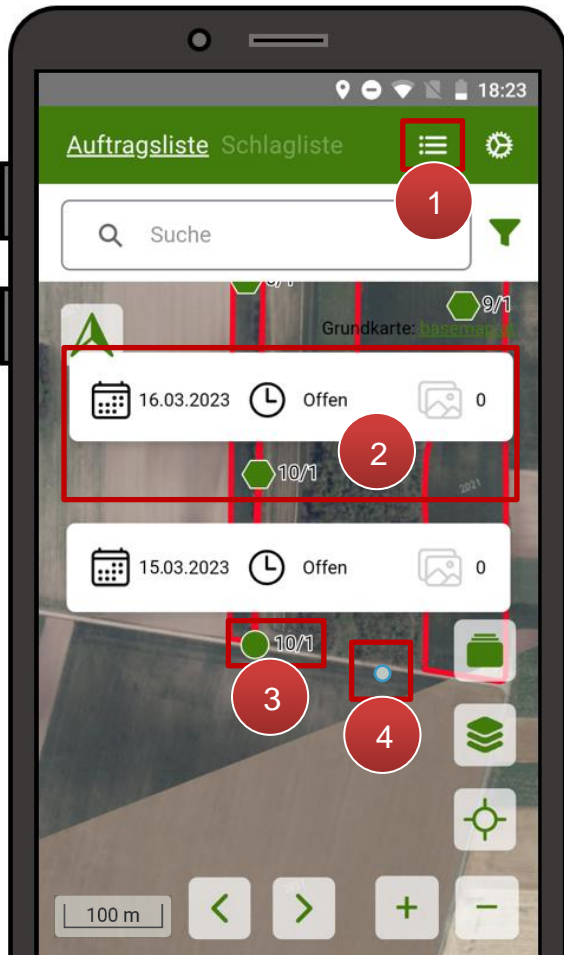 18:23
Auftragsliste Schlagliste
1
Suche
9/1
Grundkarte: basemap.at
16.03.2023 Offen 0
2
10/1
2021
15.03.2023 Offen 0
10/1
3
4
100 m